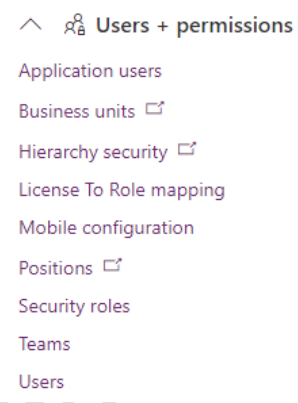 Users + permissions
Application users
Business units
Hierarchy security
License To Role mapping
Mobile configuration
Positions
Security roles
Teams
Users